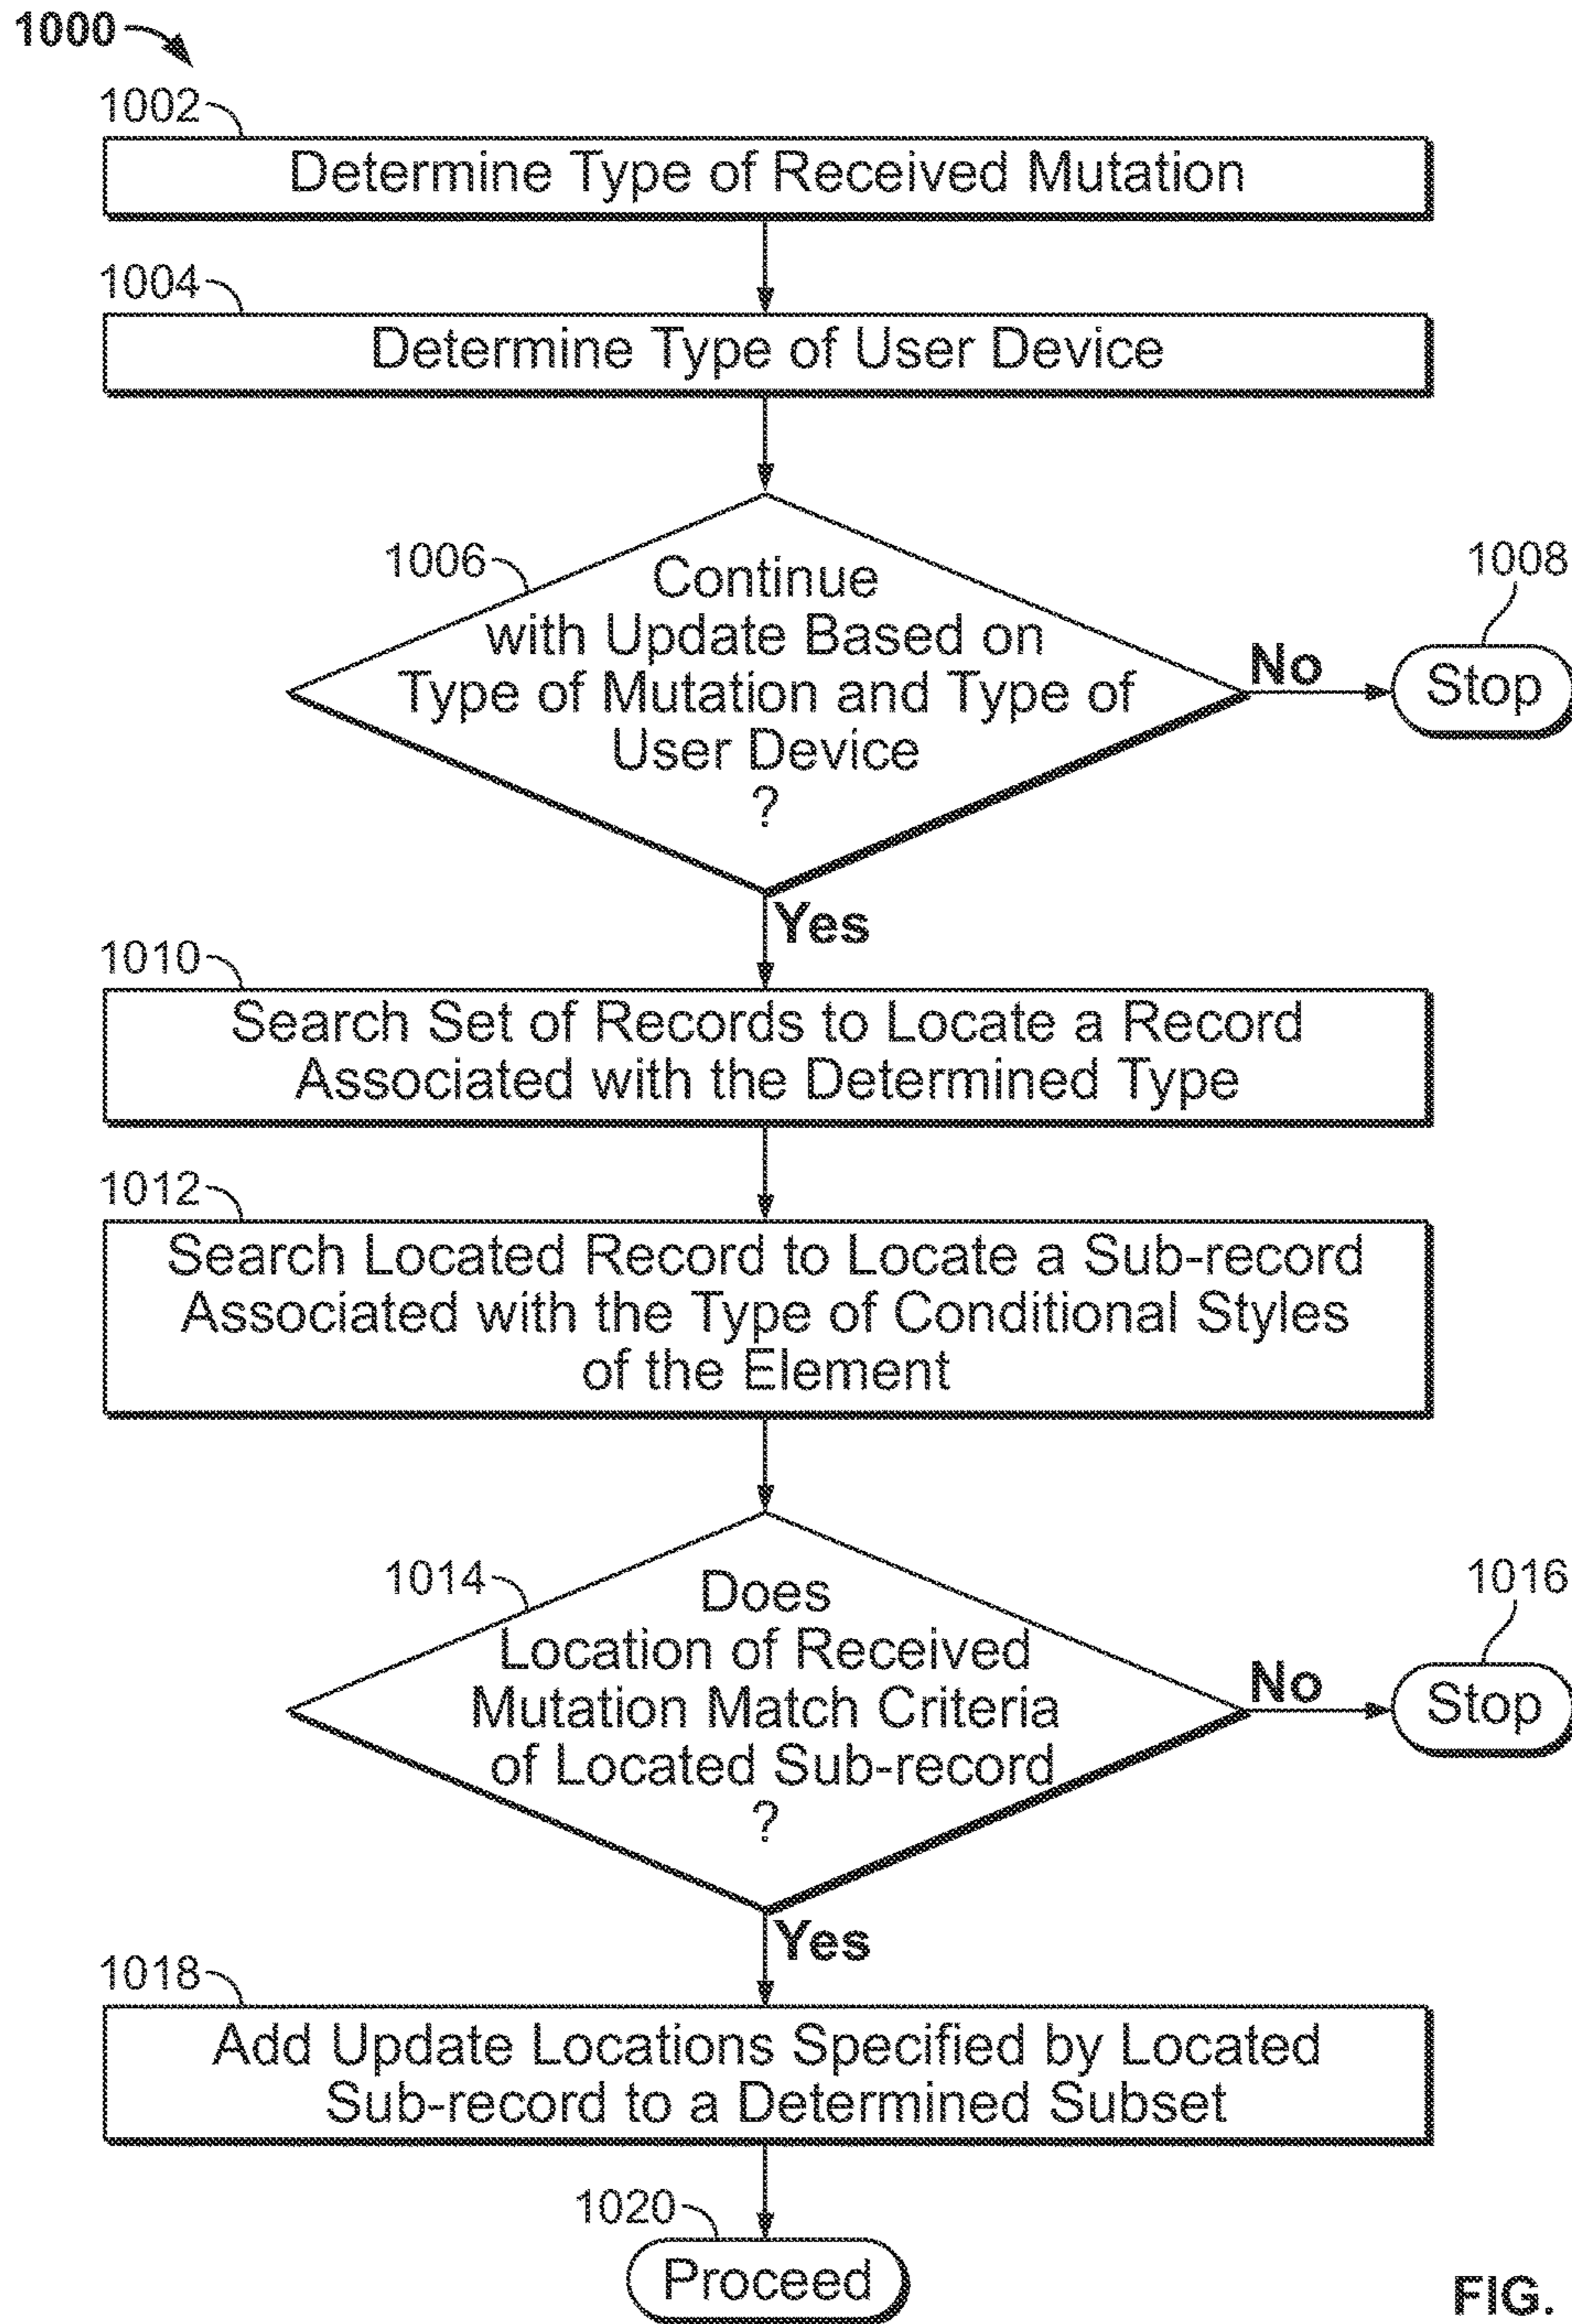 1000
1002
Determine Type of Received Mutation
1004
Determine Type of User Device
1006
Continue
with Update Based on
Type of Mutation and Type of
User Device
?
No
1008
Stop
Yes
1010
Search Set of Records to Locate a Record
Associated with the Determined Type
1012
Search Located Record to Locate a Sub-record
Associated with the Type of Conditional Styles
of the Element
1014
Does
Location of Received
Mutation Match Criteria
of Located Sub-record
?
No
1016
Stop
Yes
1018
Add Update Locations Specified by Located
Sub-record to a Determined Subset
1020
Proceed
FIG.